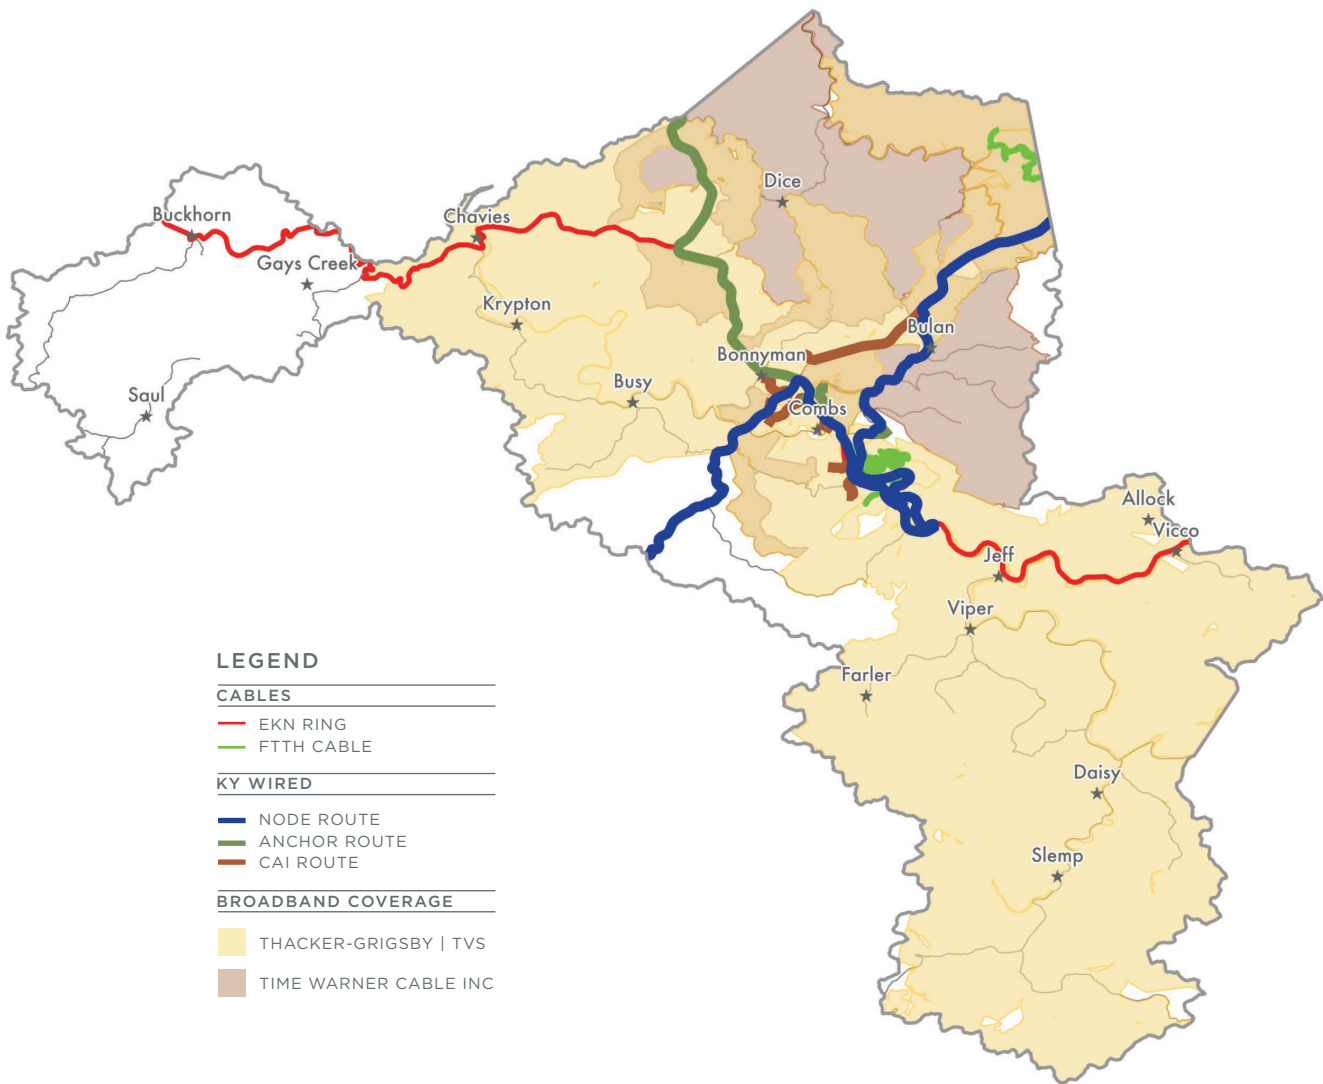 Dice
Buckhorn
Chavies
Gays Creek
Krypton
Bulan
Bonnyman
Busy
Saul
Combs
Allock
Vicco
Jeff
Viper
Farler
Daisy
Slemp
LEGEND
CABLES
EKN RING
FTTH CABLE
KY WIRED
NODE ROUTE
ANCHOR ROUTE
CAI ROUTE
BROADBAND COVERAGE
THACKER-GRIGSBY | TVS
TIME WARNER CABLE INC